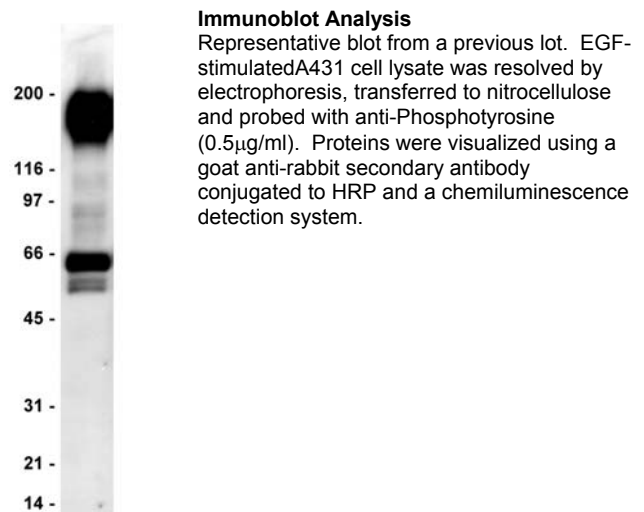 Immunoblot Analysis
Representative blot from a previous lot. EGF-
stimulatedA431 cell lysate was resolved by
electrophoresis, transferred to nitrocellulose
and probed with anti-Phosphotyrosine
(0.5μg/ml). Proteins were visualized using a
goat anti-rabbit secondary antibody
conjugated to HRP and a chemiluminescence
detection system.
200 -
116 -
97 -
66 -
45 -
31 -
21 -
14 -